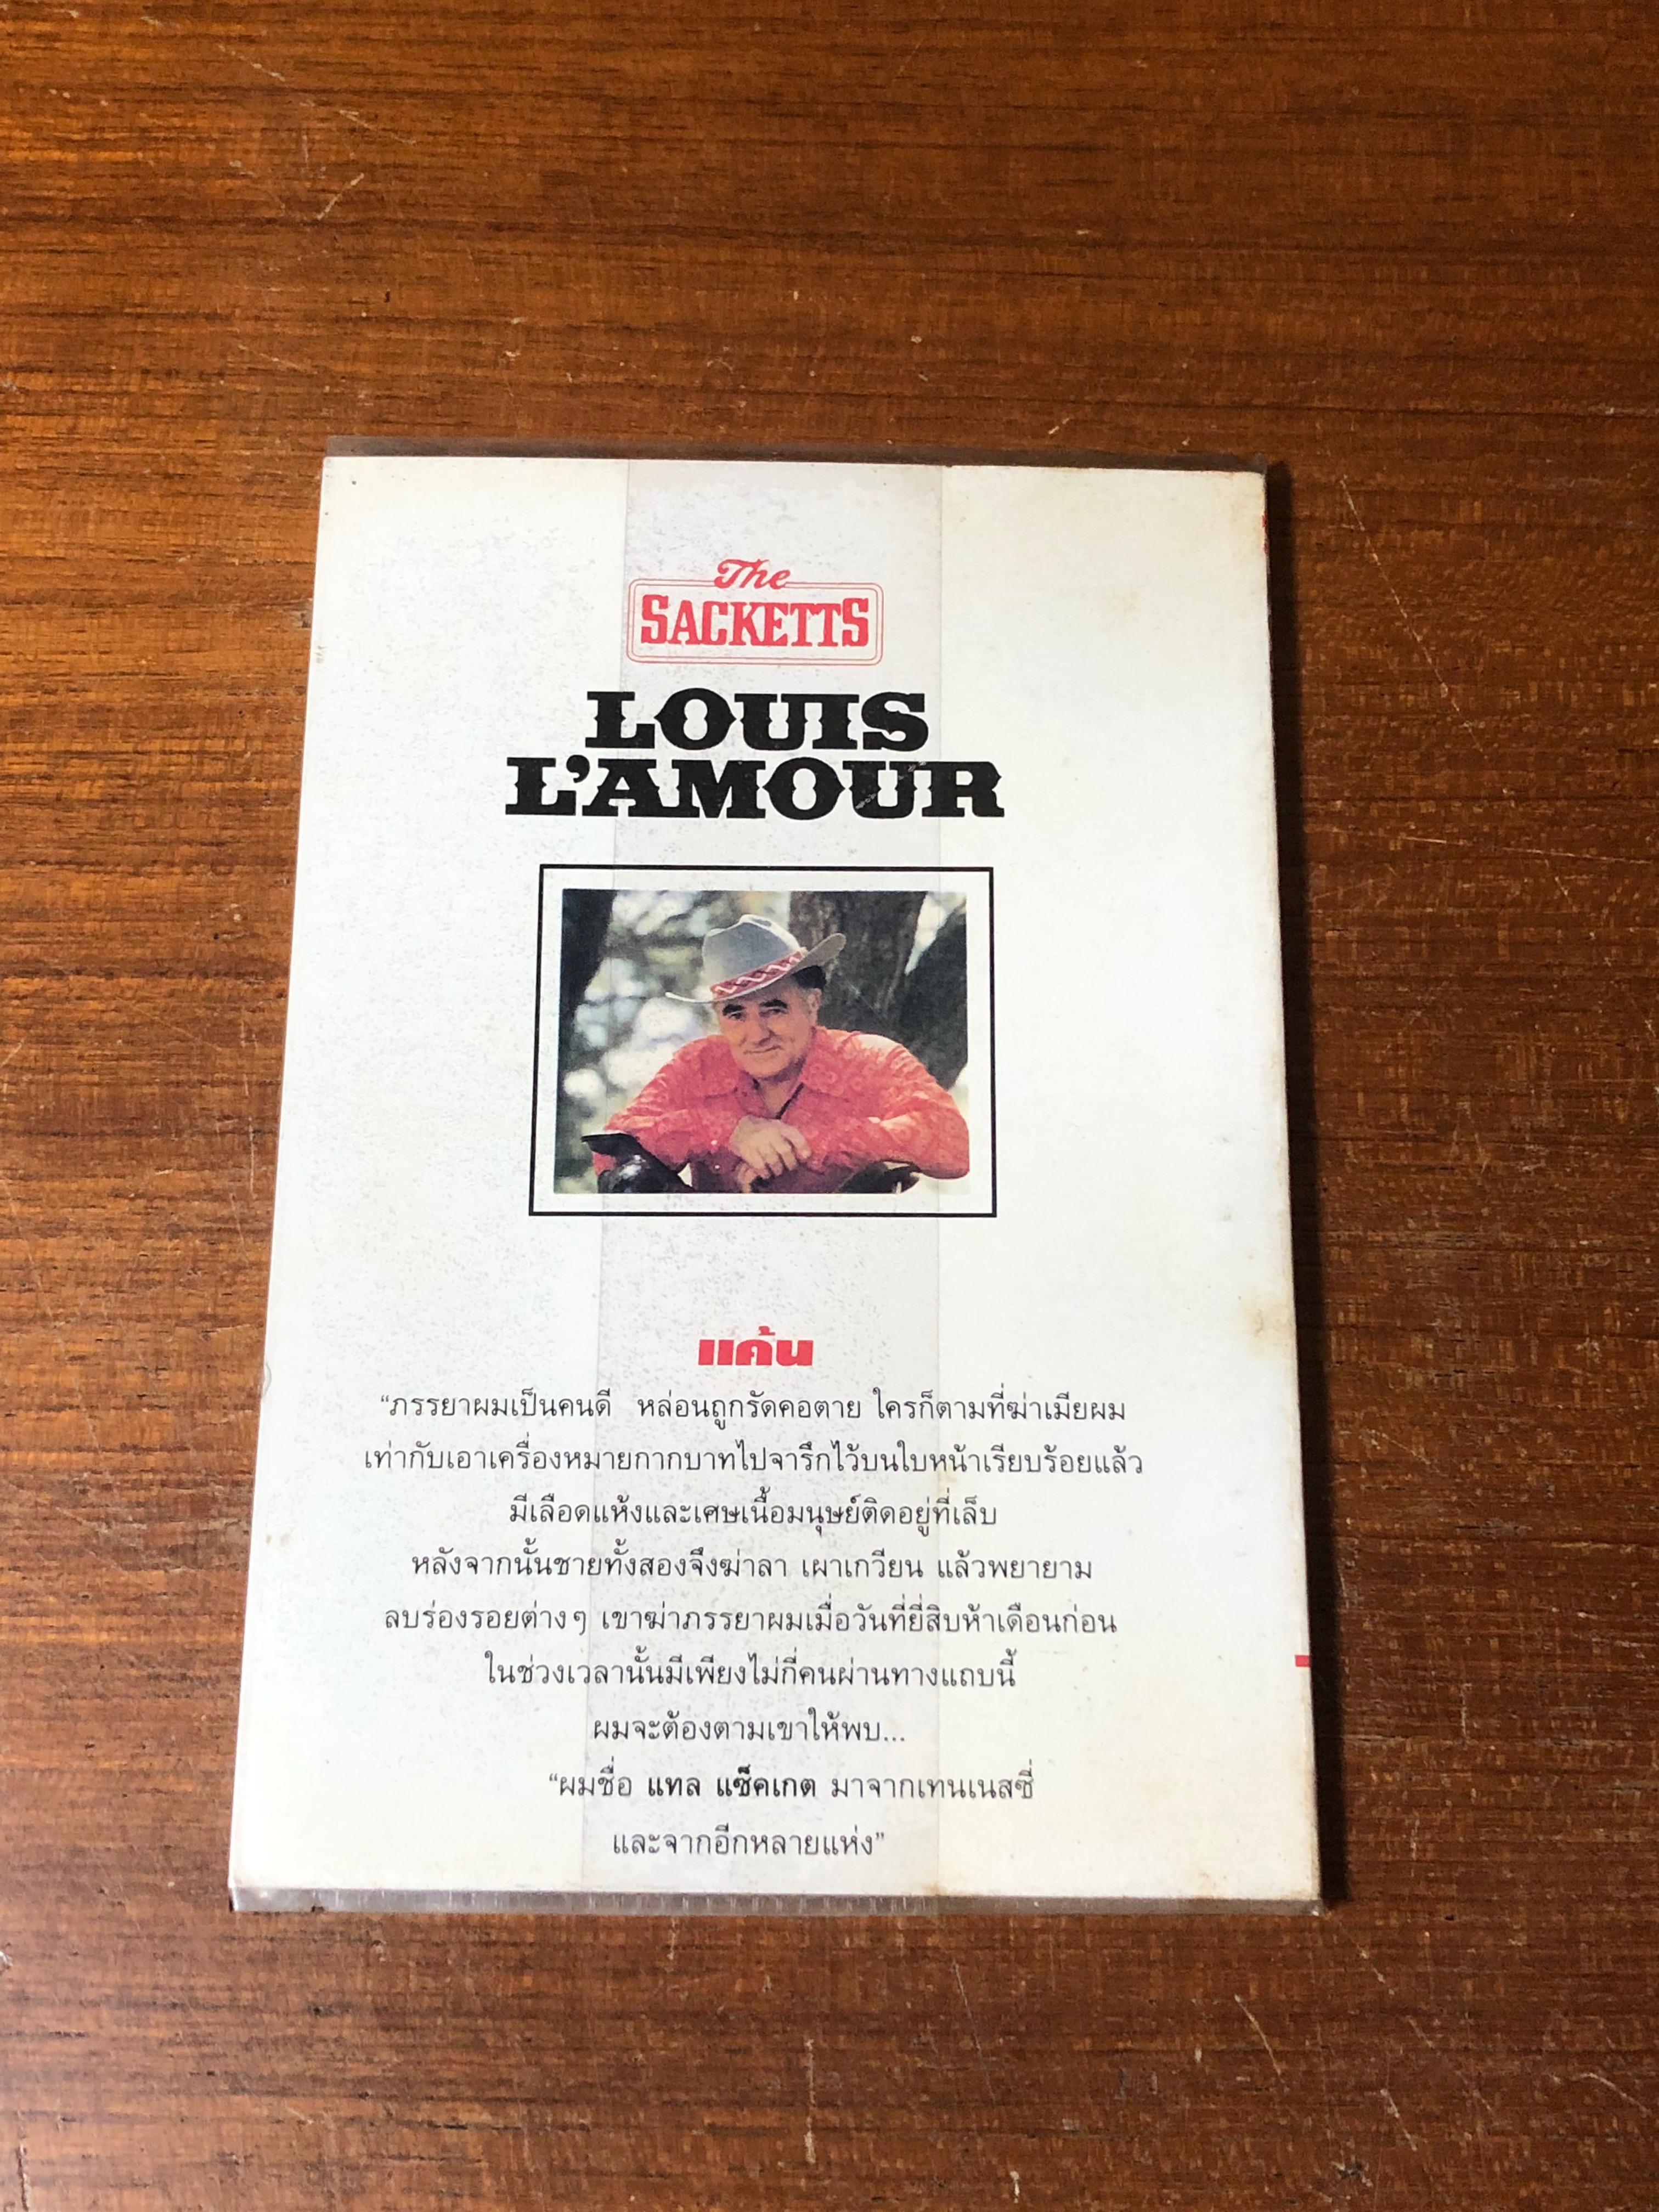 The
SACKETTS
LOUIS
L'AMOUR
แค้น
“ภรรยาผมเป็นคนดี หล่อนถูกรัดคอตาย ใครก็ตามที่ฆ่าเมียผม
เท่ากับเอาเครื่องหมายกากบาทไปจารึกไว้บนใบหน้าเรียบร้อยแล้ว
มีเลือดแห้งและเศษเนื้อมนุษย์ติดอยู่ที่เล็บ
หลังจากนั้นชายทั้งสองจึงฆ่าลา เผาเกวียน แล้วพยายาม
ลบร่องรอยต่างๆ เขาฆ่าภรรยาผมเมื่อวันที่ยี่สิบห้าเดือนก่อน
ในช่วงเวลานั้นมีเพียงไม่กี่คนผ่านทางแถบนี้
ผมจะต้องตามเขาให้พบ...
“ผมชื่อ แทล แซ็คเกต มาจากเทนเนสซี่
และจากอีกหลายแห่ง”